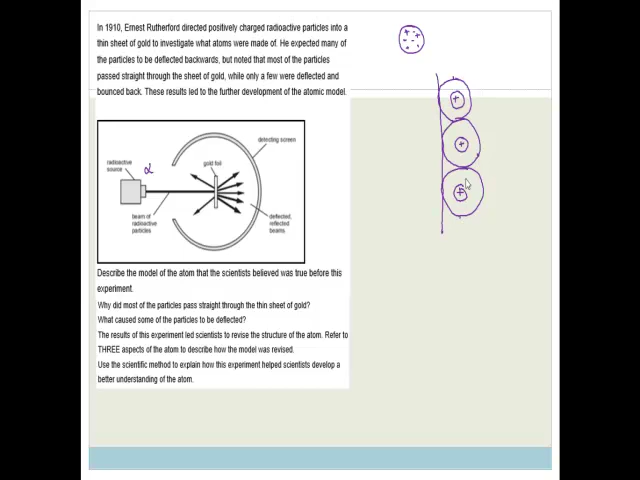 In 1910, Ernest Rutherford directed positively charged radioactive particles into a
thin sheet of gold to investigate what atoms were made of. He expected many of
the particles to be deflected backwards, but noted that most of the particles
passed straight through the sheet of gold, while only a few were deflected and
bounced back. These results led to the further development of the atomic model.
detecting screen
radioactive
source
α
gold foil
beam of
radioactive
particles
deflected,
reflected
beams
Describe the model of the atom that the scientists believed was true before this
experiment.
Why did most of the particles pass straight through the thin sheet of gold?
What caused some of the particles to be deflected?
The results of this experiment led scientists to revise the structure of the atom. Refer to
THREE aspects of the atom to describe how the model was revised.
Use the scientific method to explain how this experiment helped scientists develop a
better understanding of the atom.
+
+
+